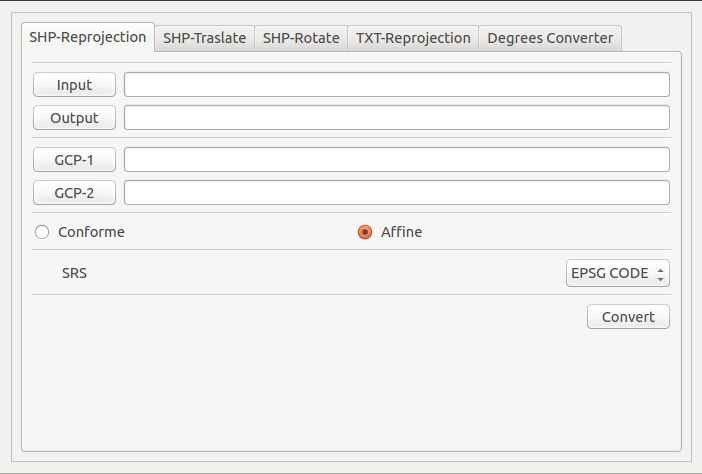 SHP-Reprojection SHP-Traslate SHP-Rotate TXT-Reprojection Degrees Converter
Input
Output
GCP-1
GCP-2
Conforme Affine
SRS EPSG CODE
Convert